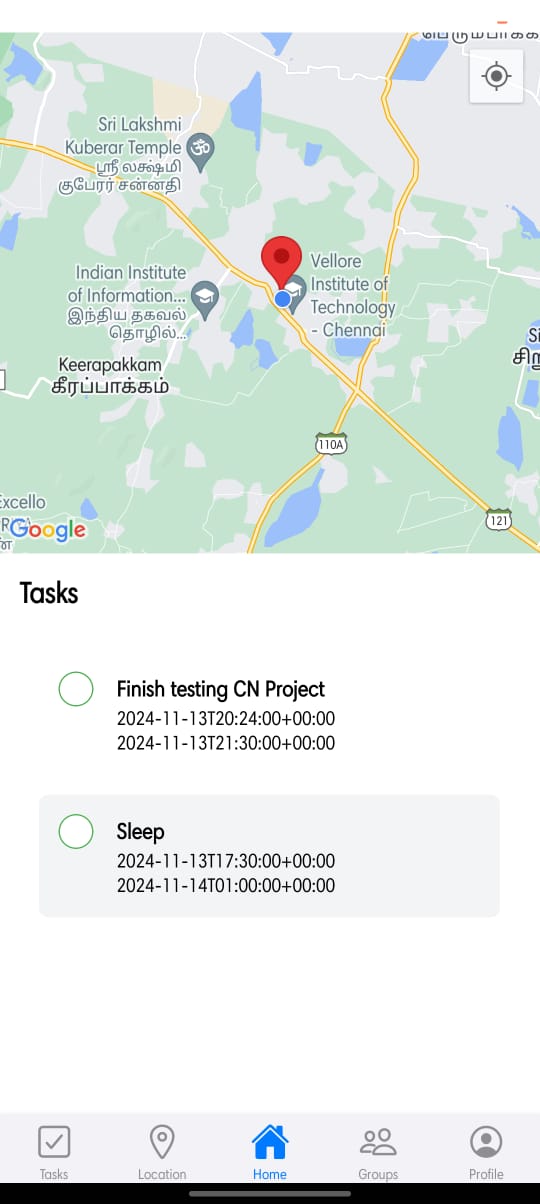 Sri Lakshmi
Kuberar Temple
ஸ்ரீ லக்ஷ்மி
குபேரர் சன்னதி
Vellore
Institute of
Technology
- Chennai
Indian Institute
of Information...
இந்திய தகவல்
தொழில்...
Keerapakkam
கீரப்பாக்கம்
110A
121
Google
Tasks
Finish testing CN Project
2024-11-13T20:24:00+00:00
2024-11-13T21:30:00+00:00
Sleep
2024-11-13T17:30:00+00:00
2024-11-14T01:00:00+00:00
Tasks
Location
Home
Groups
Profile